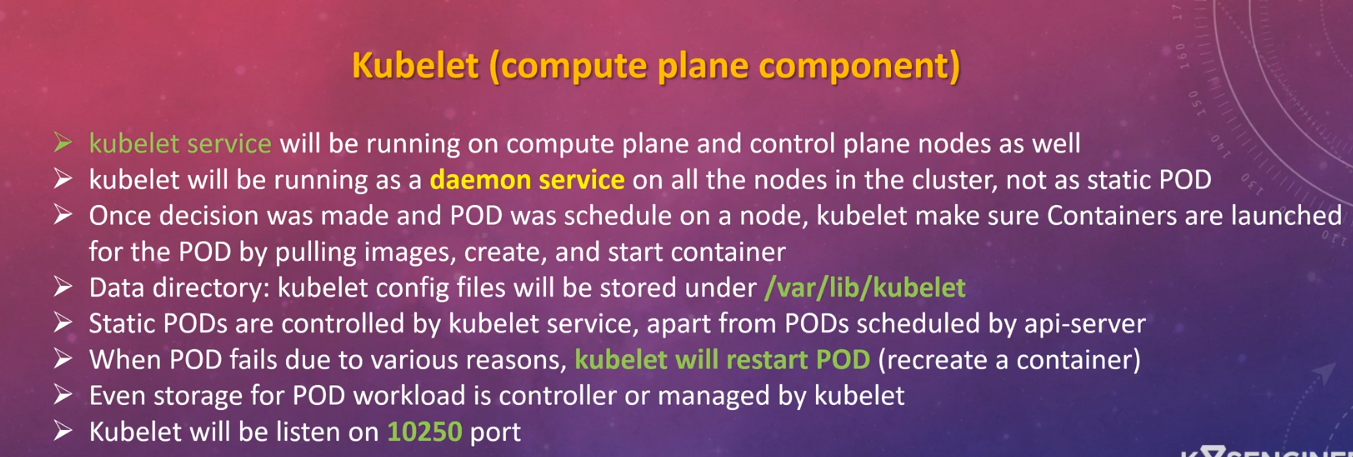 Kubelet (compute plane component)
➢ kubelet service will be running on compute plane and control plane nodes as well
➢ kubelet will be running as a daemon service on all the nodes in the cluster, not as static POD
➢ Once decision was made and POD was schedule on a node, kubelet make sure Containers are launched
for the POD by pulling images, create, and start container
➢ Data directory: kubelet config files will be stored under /var/lib/kubelet
➢ Static PODs are controlled by kubelet service, apart from PODs scheduled by api-server
➢ When POD fails due to various reasons, kubelet will restart POD (recreate a container)
➢ Even storage for POD workload is controller or managed by kubelet
➢ Kubelet will be listen on 10250 port
160
150
140
130